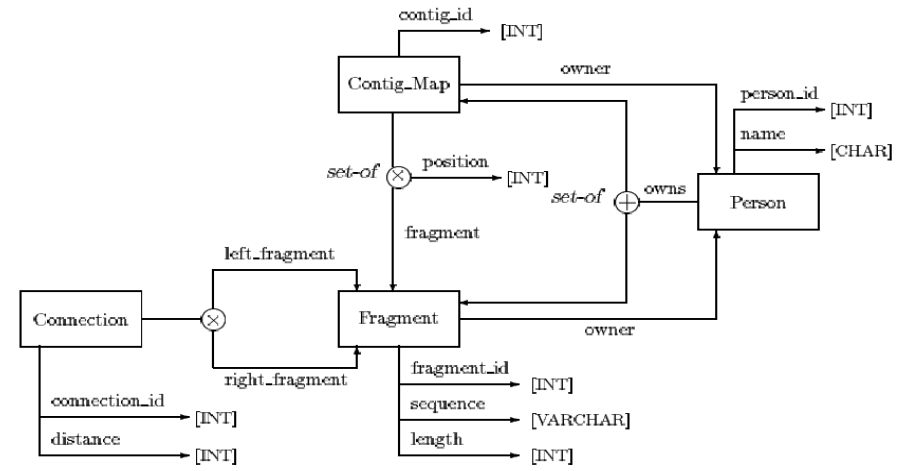 contig_id
[INT]
Contig_Map
owner
person_id
[INT]
name
[CHAR]
set-of
position
[INT]
set-of
owns
Person
fragment
left_fragment
Connection
Fragment
owner
right_fragment
fragment_id
[INT]
connection_id
[INT]
sequence
[VARCHAR]
distance
[INT]
length
[INT]